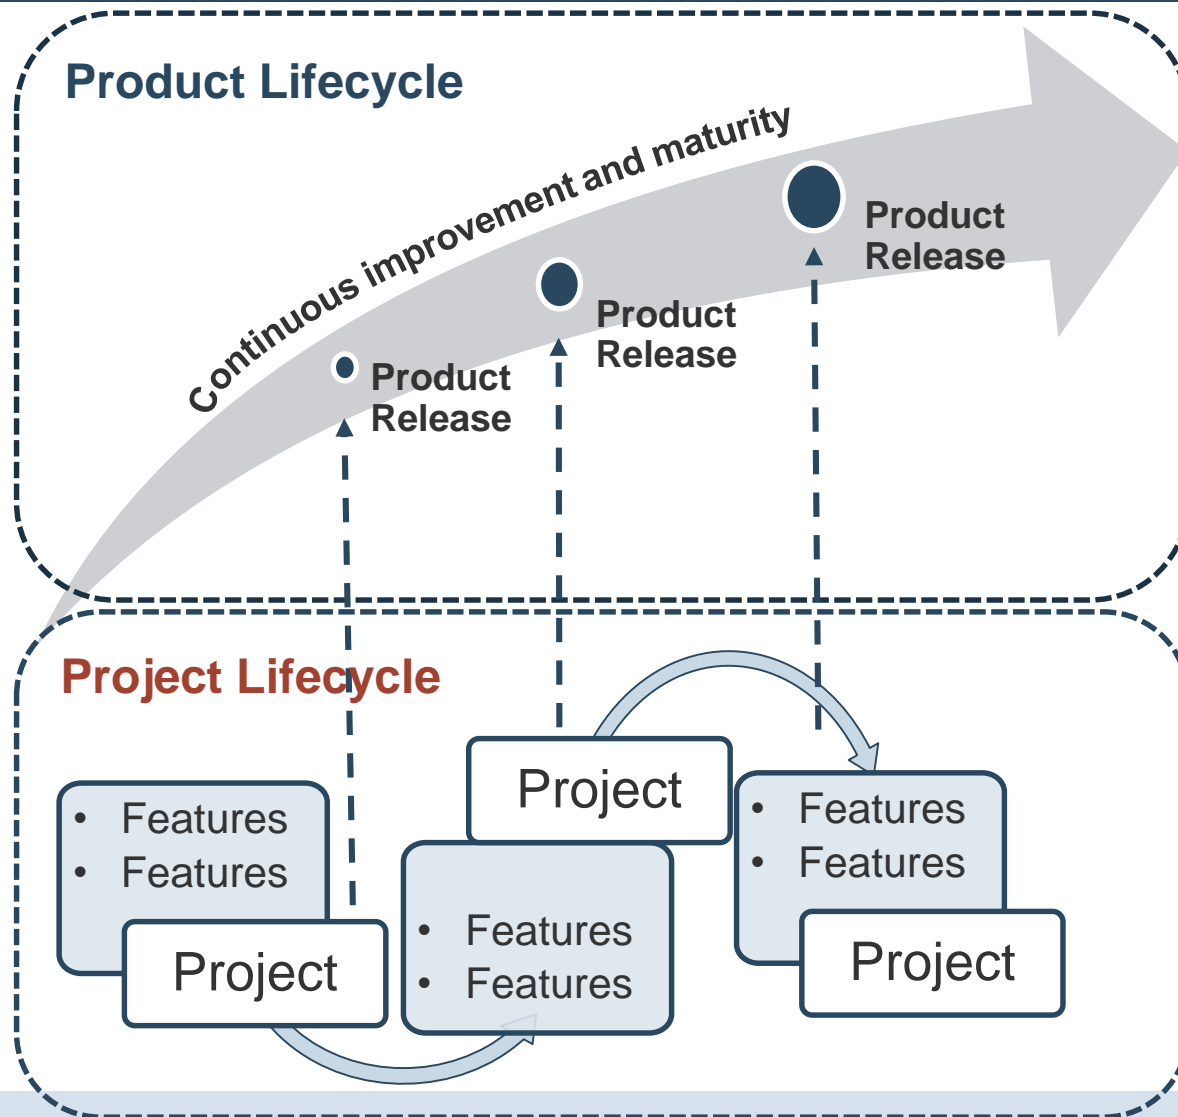 Product Lifecycle
Continuous improvement and maturity
Product
Release
Product
Release
Product
Release
Project Lifecycle
• Features
• Features
Project
Project
• Features
• Features
• Features
• Features
Project